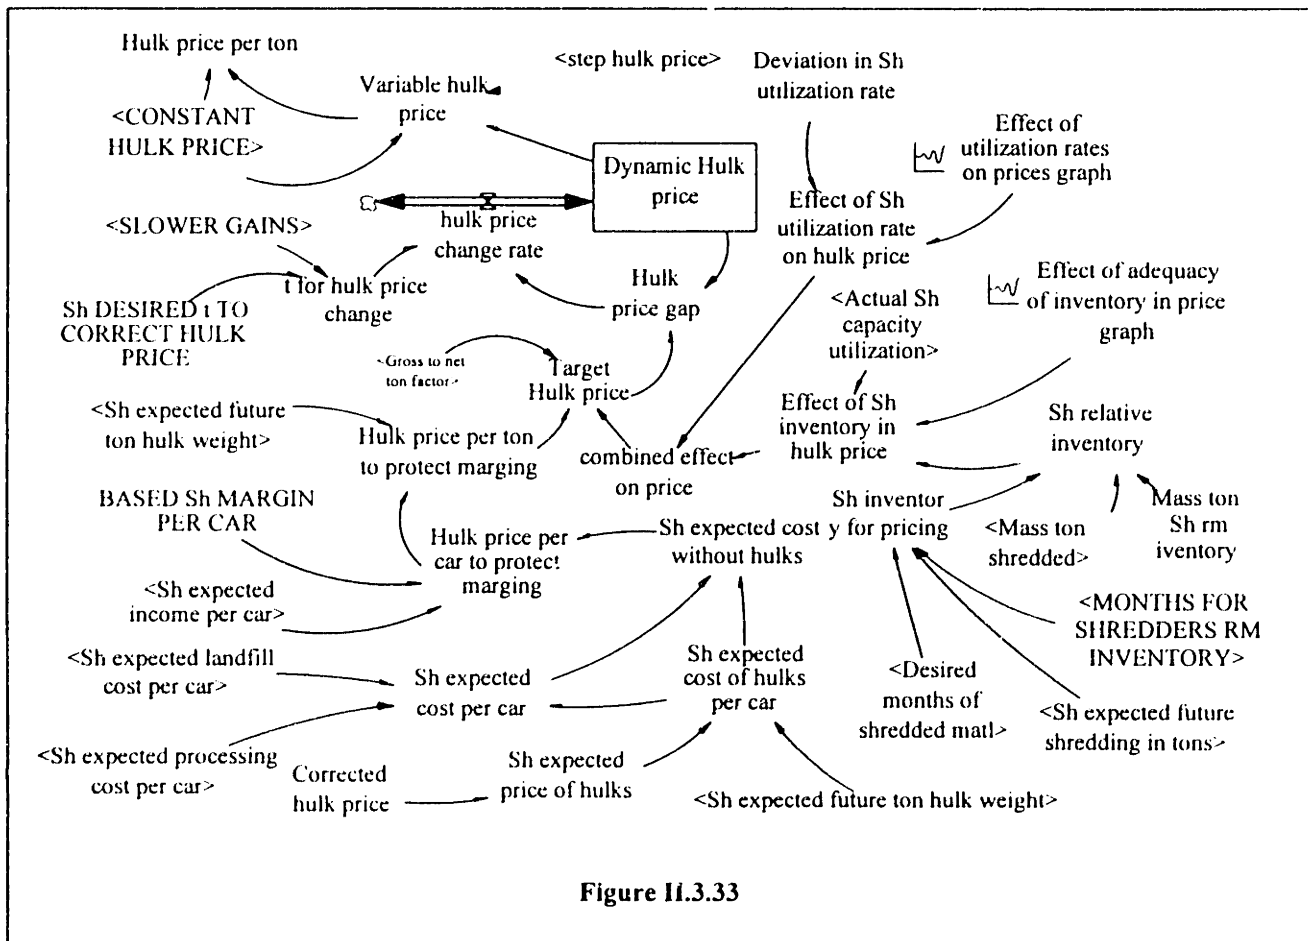 Hulk price per ton
<step hulk price>
Deviation in Sh
utilization rate
Variable hulk
price
<CONSTANT
HULK PRICE>
Effect of
utilization rates
on prices graph
Dynamic Hulk
price
<SLOWER GAINS>
hulk price
change rate
Effect of Sh
utilization rate
on hulk price
t for hulk price
change
Hulk
price gap
Effect of adequacy
of inventory in price
graph
Sh DESIRED t TO
CORRECT HULK
PRICE
<Actual Sh
capacity
utilization>
<Gross to net
ton factor>
Target
Hulk price
<Sh expected future
ton hulk weight>
Hulk price per ton
to protect marging
combined effect
on price
Effect of Sh
inventory in
hulk price
Sh relative
inventory
BASED Sh MARGIN
PER CAR
Hulk price per
car to protect
marging
Sh expected cost
without hulks
Sh inventor
y for pricing
<Mass ton
shredded>
Mass ton
Sh rm
iventory
<Sh expected
income per car>
<MONTHS FOR
SHREDDERS RM
INVENTORY>
<Sh expected landfill
cost per car>
Sh expected
cost per car
Sh expected
cost of hulks
per car
<Desired
months of
shredded matl>
<Sh expected future
shredding in tons>
<Sh expected processing
cost per car>
Corrected
hulk price
Sh expected
price of hulks
<Sh expected future ton hulk weight>
Figure II.3.33